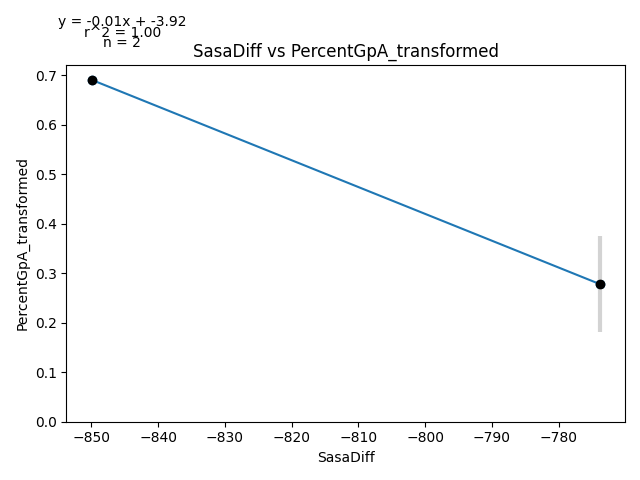 y = -0.01x + -3.92
r^2 = 1.00
n = 2
SasaDiff vs PercentGpA_transformed
0.7
0.6
0.5
0.4
0.3
0.2
0.1
0.0
PercentGpA_transformed
−850
−840
−830
−820
−810
−800
−790
−780
SasaDiff